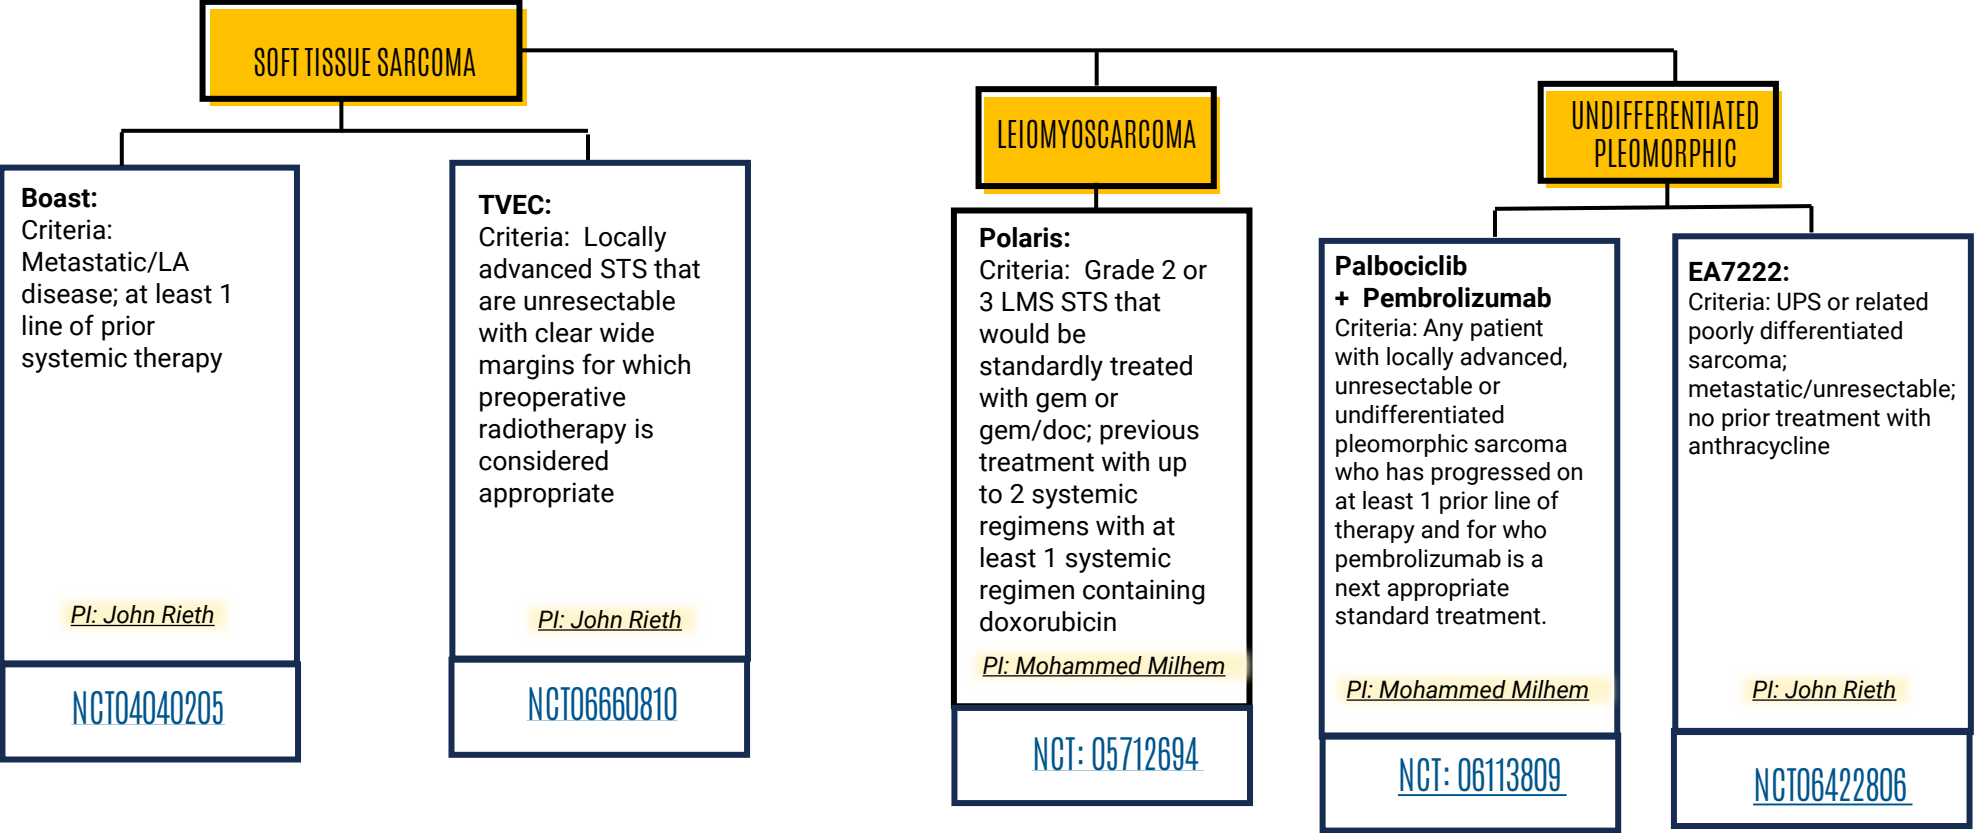 SOFT TISSUE SARCOMA
Boast:
Criteria:
Metastatic/LA
disease; at least 1
line of prior
systemic therapy
PI: John Rieth
NCT04040205
TVEC:
Criteria: Locally
advanced STS that
are unresectable
with clear wide
margins for which
preoperative
radiotherapy is
considered
appropriate
PI: John Rieth
NCT06660810
LEIOMYOSCARCOMA
Polaris:
Criteria: Grade 2 or
3 LMS STS that
would be
standardly treated
with gem or
gem/doc; previous
treatment with up
to 2 systemic
regimens with at
least 1 systemic
regimen containing
doxorubicin
PI: Mohammed Milhem
NCT: 05712694
UNDIFFERENTIATED
PLEOMORPHIC
Palbociclib
+ Pembrolizumab
Criteria: Any patient
with locally advanced,
unresectable or
undifferentiated
pleomorphic sarcoma
who has progressed on
at least 1 prior line of
therapy and for who
pembrolizumab is a
next appropriate
standard treatment.
PI: Mohammed Milhem
NCT: 06113809
EA7222:
Criteria: UPS or related
poorly differentiated
sarcoma;
metastatic/unresectable;
no prior treatment with
anthracycline
PI: John Rieth
NCT06422806